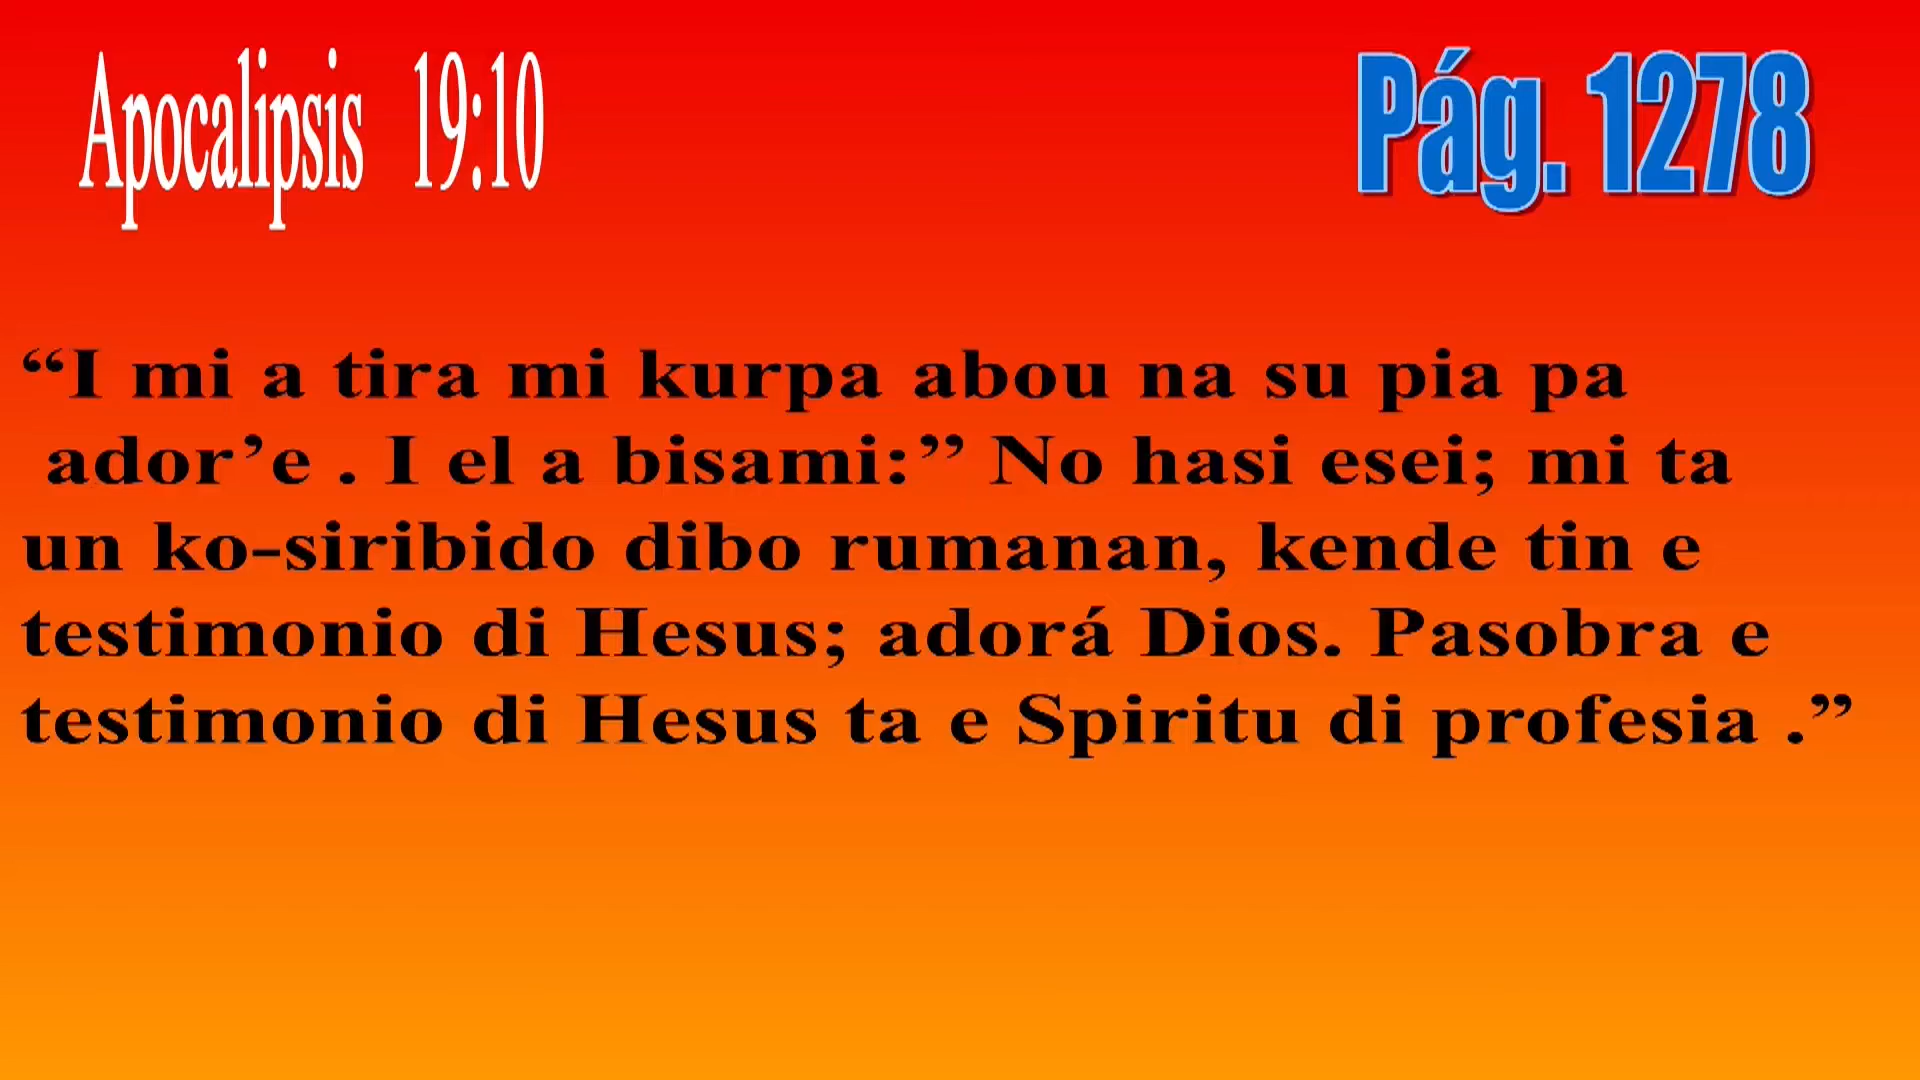 Apocalipsis 19:10
Pág. 1278
“I mi a tira mi kurpa abou na su pia pa
ador’e . I el a bisami:” No hasi esei; mi ta
un ko-siribido dibo rumanan, kende tin e
testimonio di Hesus; adorá Dios. Pasobra e
testimonio di Hesus ta e Spiritu di profesia .”